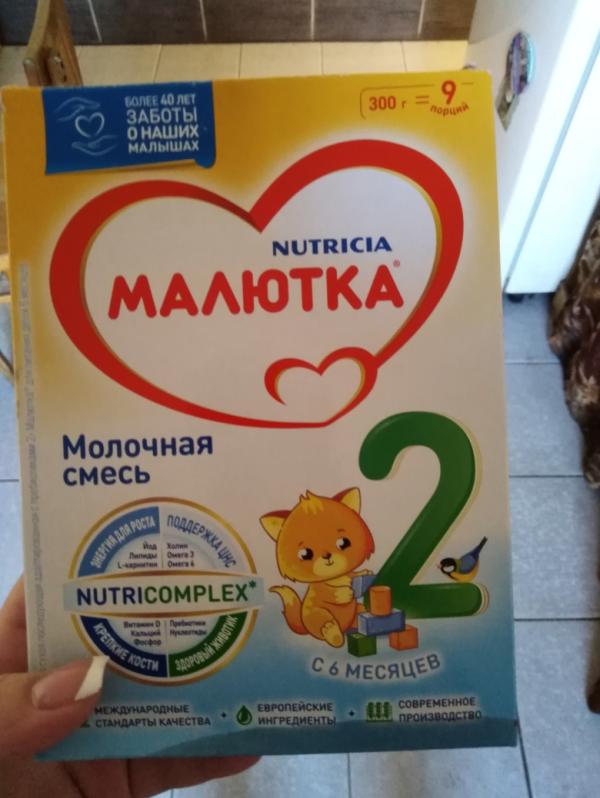 БОЛЕЕ 40 ЛЕТ
ЗАБОТЫ
О НАШИХ
МАЛЫШАХ
300 г = 9
порций
NUTRICIA
МАЛЮТКА®
Молочная
смесь
2
ЭНЕРГИЯ ДЛЯ РОСТА
ПОДДЕРЖКА ЦНС
Йод
Липиды
L-карнитин
Холин
Омега 3
Омега 6
NUTRICOMPLEX*
Витамин D
Кальций
Фосфор
Пребиотики
Нуклеотиды
КРЕПКИЕ КОСТИ
ЗДОРОВЫЙ ЖИВОТИК
С 6 МЕСЯЦЕВ
МЕЖДУНАРОДНЫЕ
СТАНДАРТЫ КАЧЕСТВА
ЕВРОПЕЙСКИЕ
ИНГРЕДИЕНТЫ
СОВРЕМЕННОЕ
ПРОИЗВОДСТВО